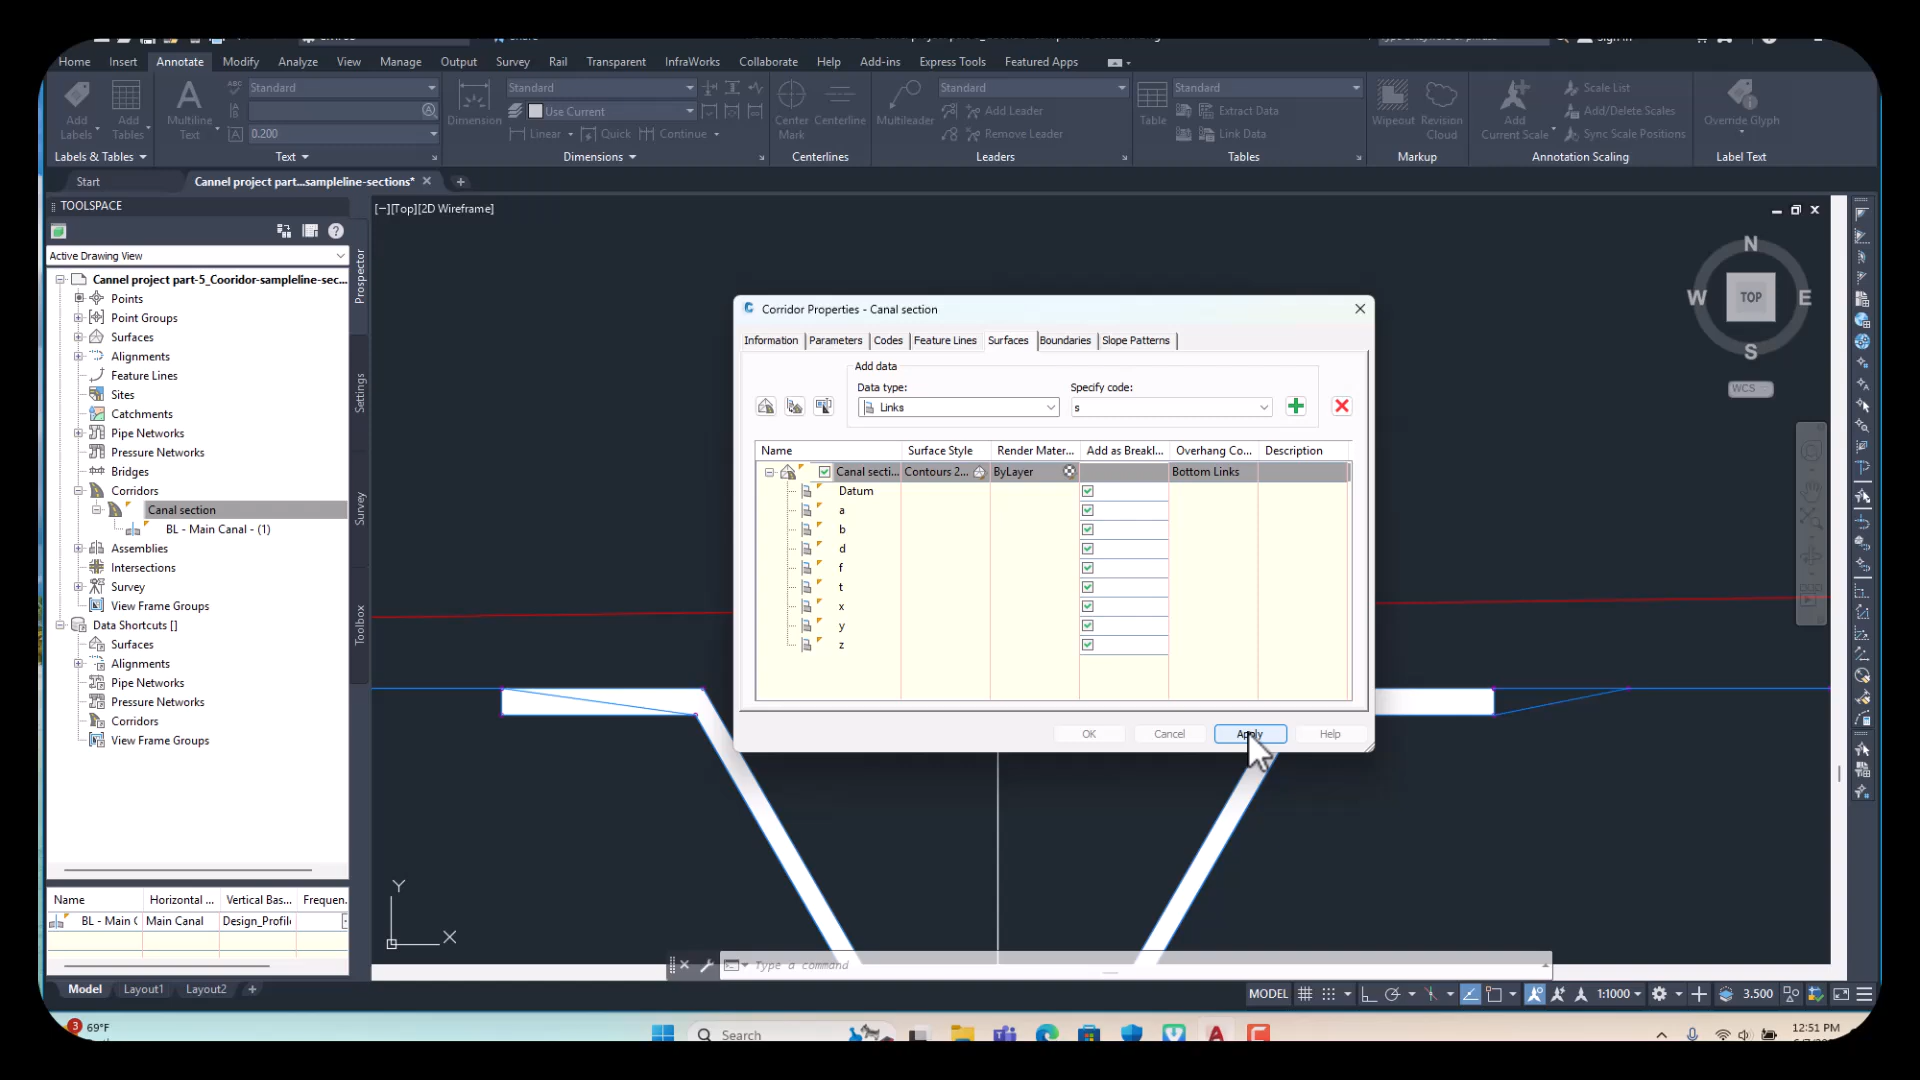 Home Insert Annotate Modify Analyze View Manage Output Survey Rail Transparent InfraWorks Collaborate Help Add-ins Express Tools Featured Apps
Add Labels
Add Tables
Multiline Text
Standard
0.200
Dimension
Standard
Use Current
Linear Quick Continue
Center Mark
Centerline
Multileader
Standard
Add Leader
Remove Leader
Table
Standard
Extract Data
Link Data
Wipeout
Revision Cloud
Add Current Scale
Scale List
Add/Delete Scales
Sync Scale Positions
Override Glyph
Labels & Tables Text Dimensions Centerlines Leaders Tables Markup Annotation Scaling Label Text
Start Cannel project part...sampleline-sections*
TOOLSPACE
[−][Top][2D Wireframe]
Active Drawing View
Prospector
Settings
Survey
Toolbox
Cannel project part-5_Cooridor-sampleline-sec...
Points
Point Groups
Surfaces
Alignments
Feature Lines
Sites
Catchments
Pipe Networks
Pressure Networks
Bridges
Corridors
Canal section
BL - Main Canal - (1)
Assemblies
Intersections
Survey
View Frame Groups
Data Shortcuts []
Surfaces
Alignments
Pipe Networks
Pressure Networks
Corridors
View Frame Groups
Name Horizontal ... Vertical Bas... Frequen.
BL - Main Main Canal Design_Profil
N
W TOP E
S
WCS
Corridor Properties - Canal section
Information Parameters Codes Feature Lines Surfaces Boundaries Slope Patterns
Add data
Data type: Specify code:
Links s
Name Surface Style Render Mater... Add as Breakl... Overhang Co... Description
Canal secti... Contours 2... ByLayer Bottom Links
Datum
a
b
d
f
t
x
y
z
OK Cancel Apply Help
Y
X
Type a command
Model Layout1 Layout2
MODEL 1:1000 3.500
3 69°F
Search
12:51 PM